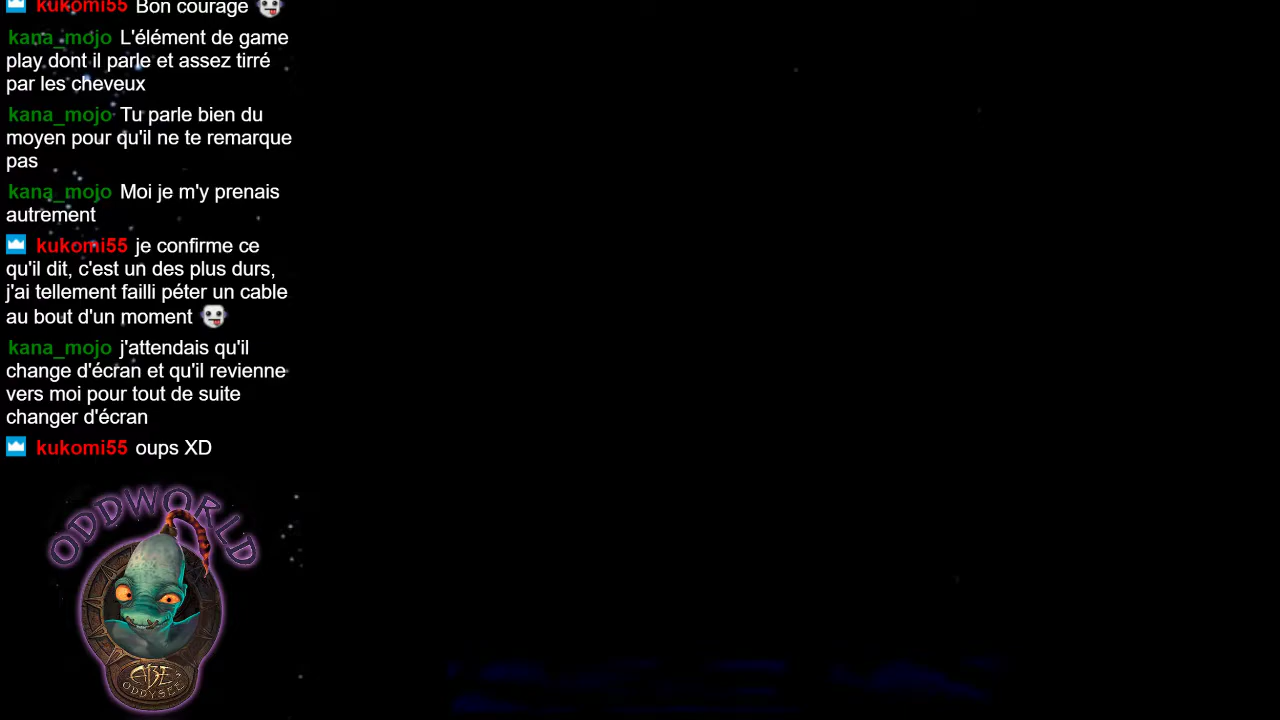 kukomi55 Bon courage
kana_mojo L'élément de game
play dont il parle et assez tirré
par les cheveux
kana_mojo Tu parle bien du
moyen pour qu'il ne te remarque
pas
kana_mojo Moi je m'y prenais
autrement
kukomi55 je confirme ce
qu'il dit, c'est un des plus durs,
j'ai tellement failli péter un cable
au bout d'un moment
kana_mojo j'attendais qu'il
change d'écran et qu'il revienne
vers moi pour tout de suite
changer d'écran
kukomi55 oups XD
ODDWORLD
ABE'S
ODDYSEE